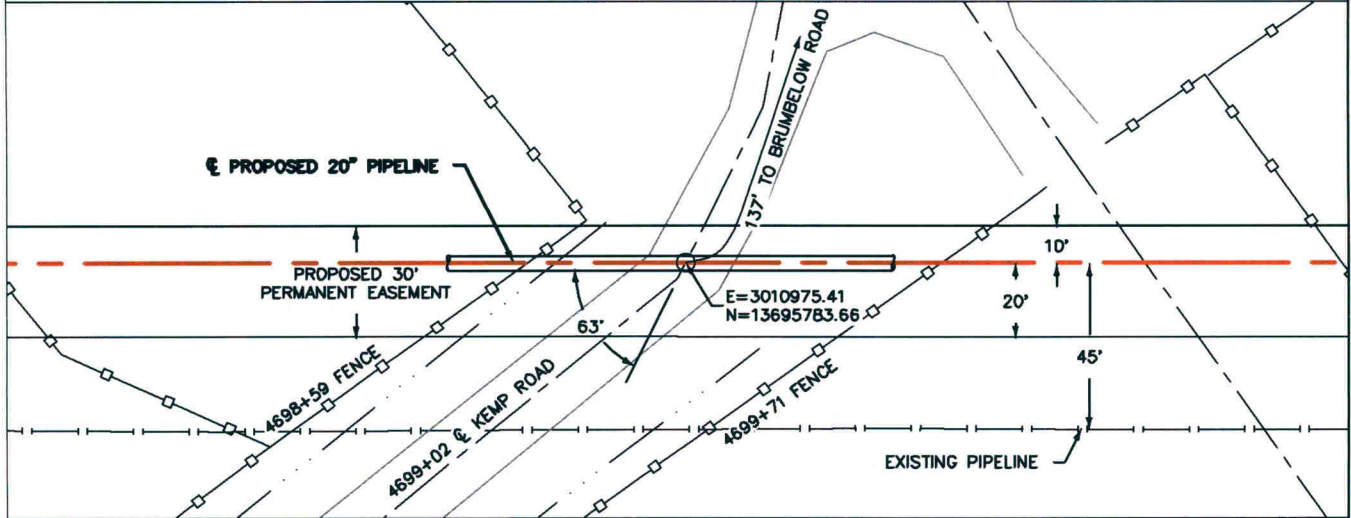 137' TO BRUMBELOW ROAD
℄ PROPOSED 20" PIPELINE
10'
PROPOSED 30'
PERMANENT EASEMENT
E=3010975.41
N=13695783.66
20'
63°
45'
4698+59 FENCE
4699+02 ℄ KEMP ROAD
4699+71 FENCE
EXISTING PIPELINE